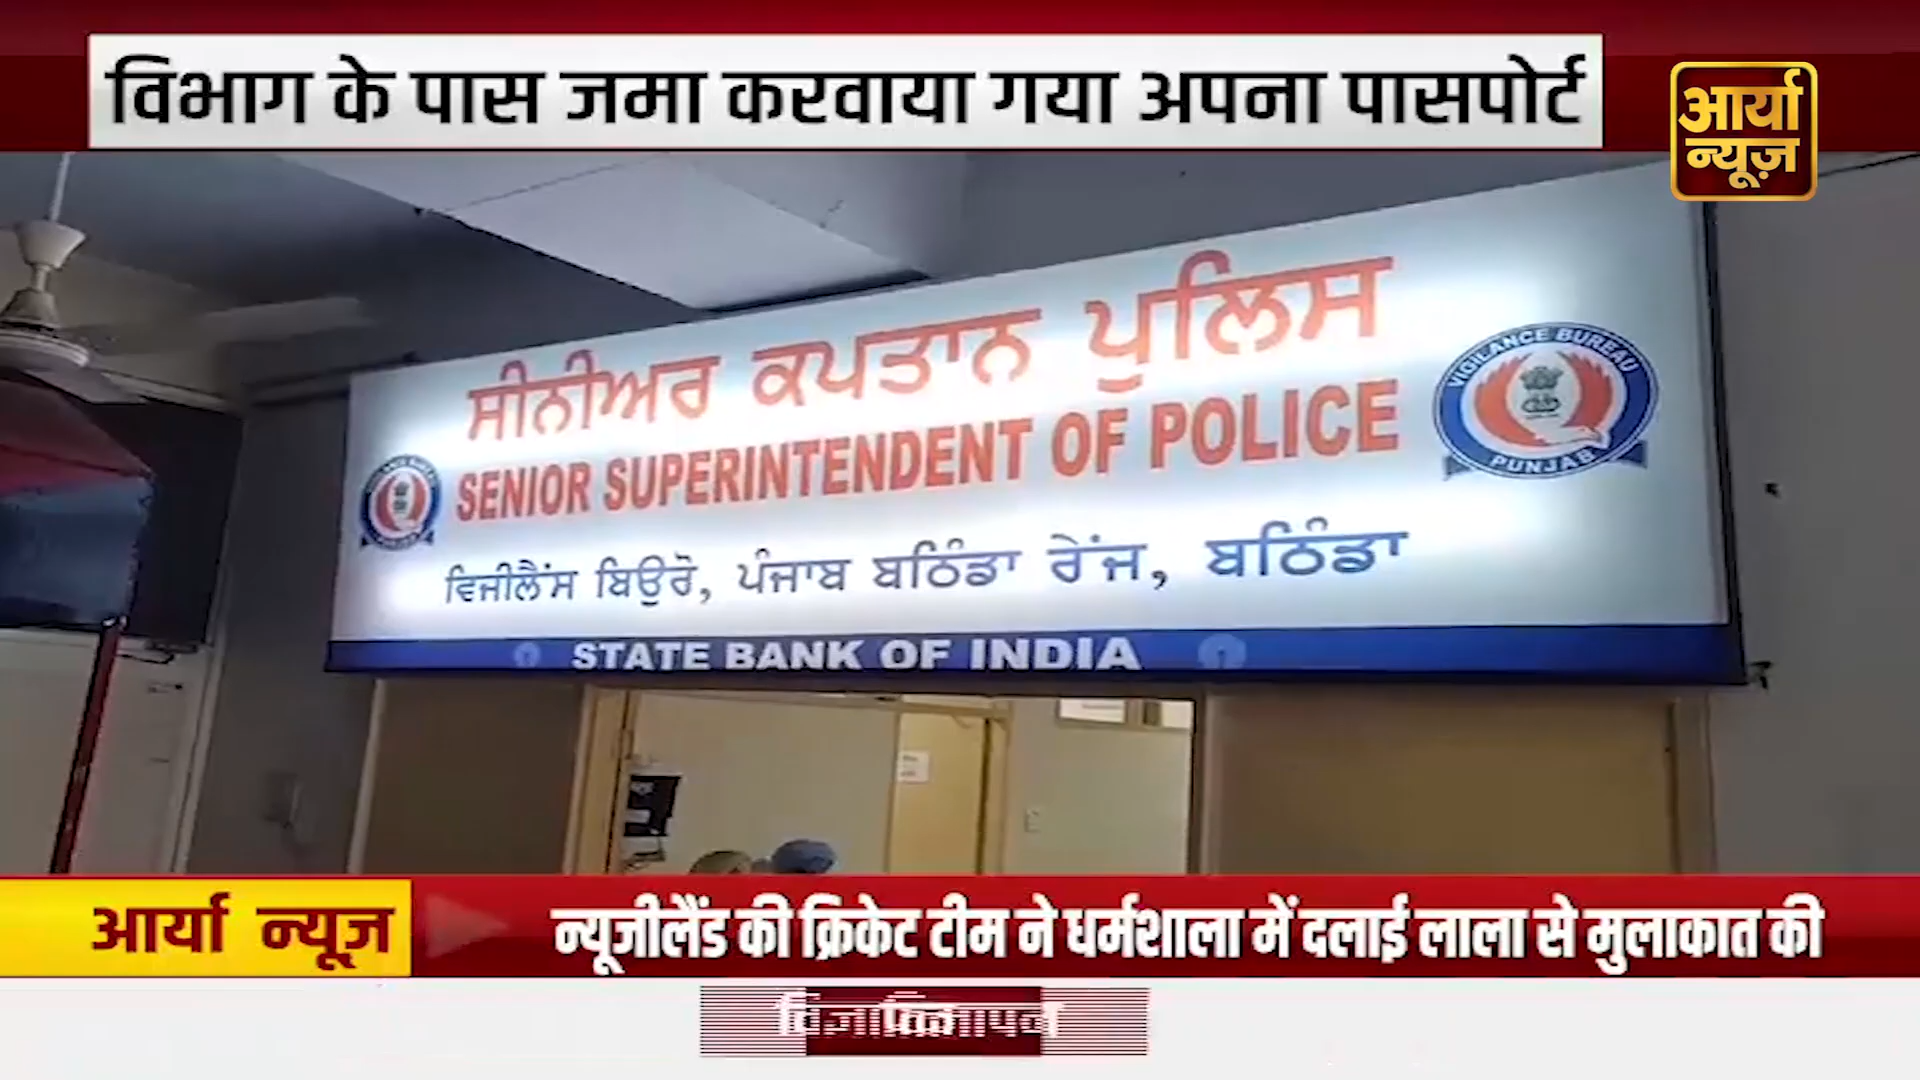 विभाग के पास जमा करवाया गया अपना पासपोर्ट
आर्या
न्यूज़
ਸੀਨੀਅਰ ਕਪਤਾਨ ਪੁਲਿਸ
SENIOR SUPERINTENDENT OF POLICE
VIGILANCE BUREAU
PUNJAB
ਵਿਜੀਲੈਂਸ ਬਿਉਰੋ, ਪੰਜਾਬ ਬਠਿੰਡਾ ਰੇਂਜ, ਬਠਿੰਡਾ
STATE BANK OF INDIA
आर्या न्यूज़
न्यूजीलैंड की क्रिकेट टीम ने धर्मशाला में दलाई लाला से मुलाकात की